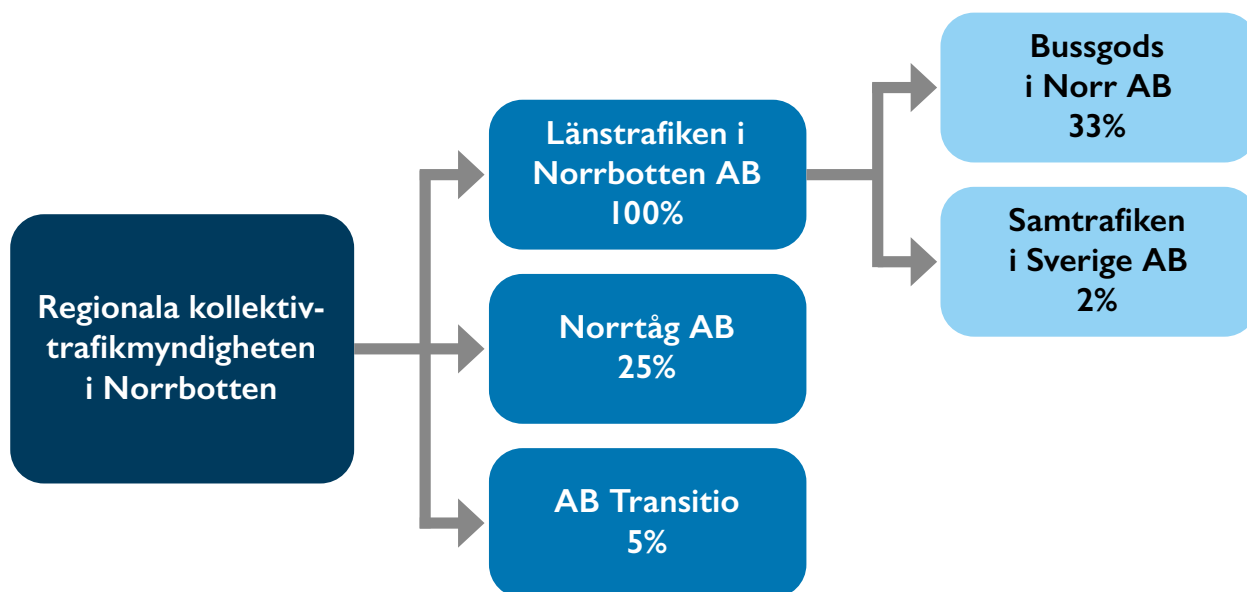 Regionala kollektiv-
trafikmyndigheten
i Norrbotten
Länstrafiken i
Norrbotten AB
100%
Norrtåg AB
25%
AB Transitio
5%
Bussgods
i Norr AB
33%
Samtrafiken
i Sverige AB
2%